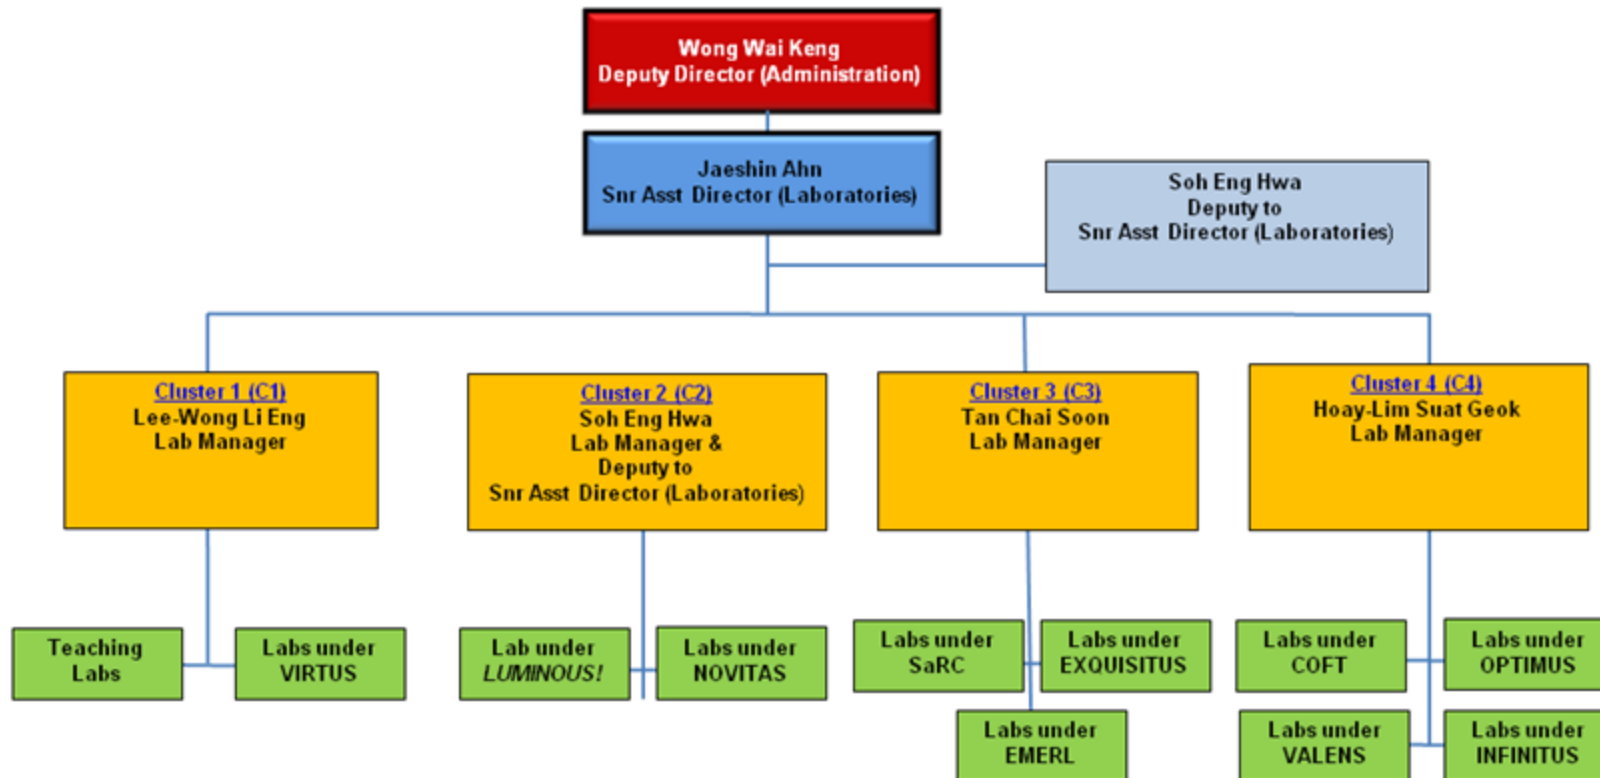 Wong Wai Keng
Deputy Director (Administration)
Jaeshin Ahn
Snr Asst Director (Laboratories)
Soh Eng Hwa
Deputy to
Snr Asst Director (Laboratories)
Cluster 1 (C1)
Lee-Wong Li Eng
Lab Manager
Cluster 2 (C2)
Soh Eng Hwa
Lab Manager &
Deputy to
Snr Asst Director (Laboratories)
Cluster 3 (C3)
Tan Chai Soon
Lab Manager
Cluster 4 (C4)
Hoay-Lim Suat Geok
Lab Manager
Teaching
Labs
Labs under
VIRTUS
Lab under
LUMINOUS!
Labs under
NOVITAS
Labs under
SaRC
Labs under
EXQUISITUS
Labs under
EMERL
Labs under
COFT
Labs under
OPTIMUS
Labs under
VALENS
Labs under
INFINITUS